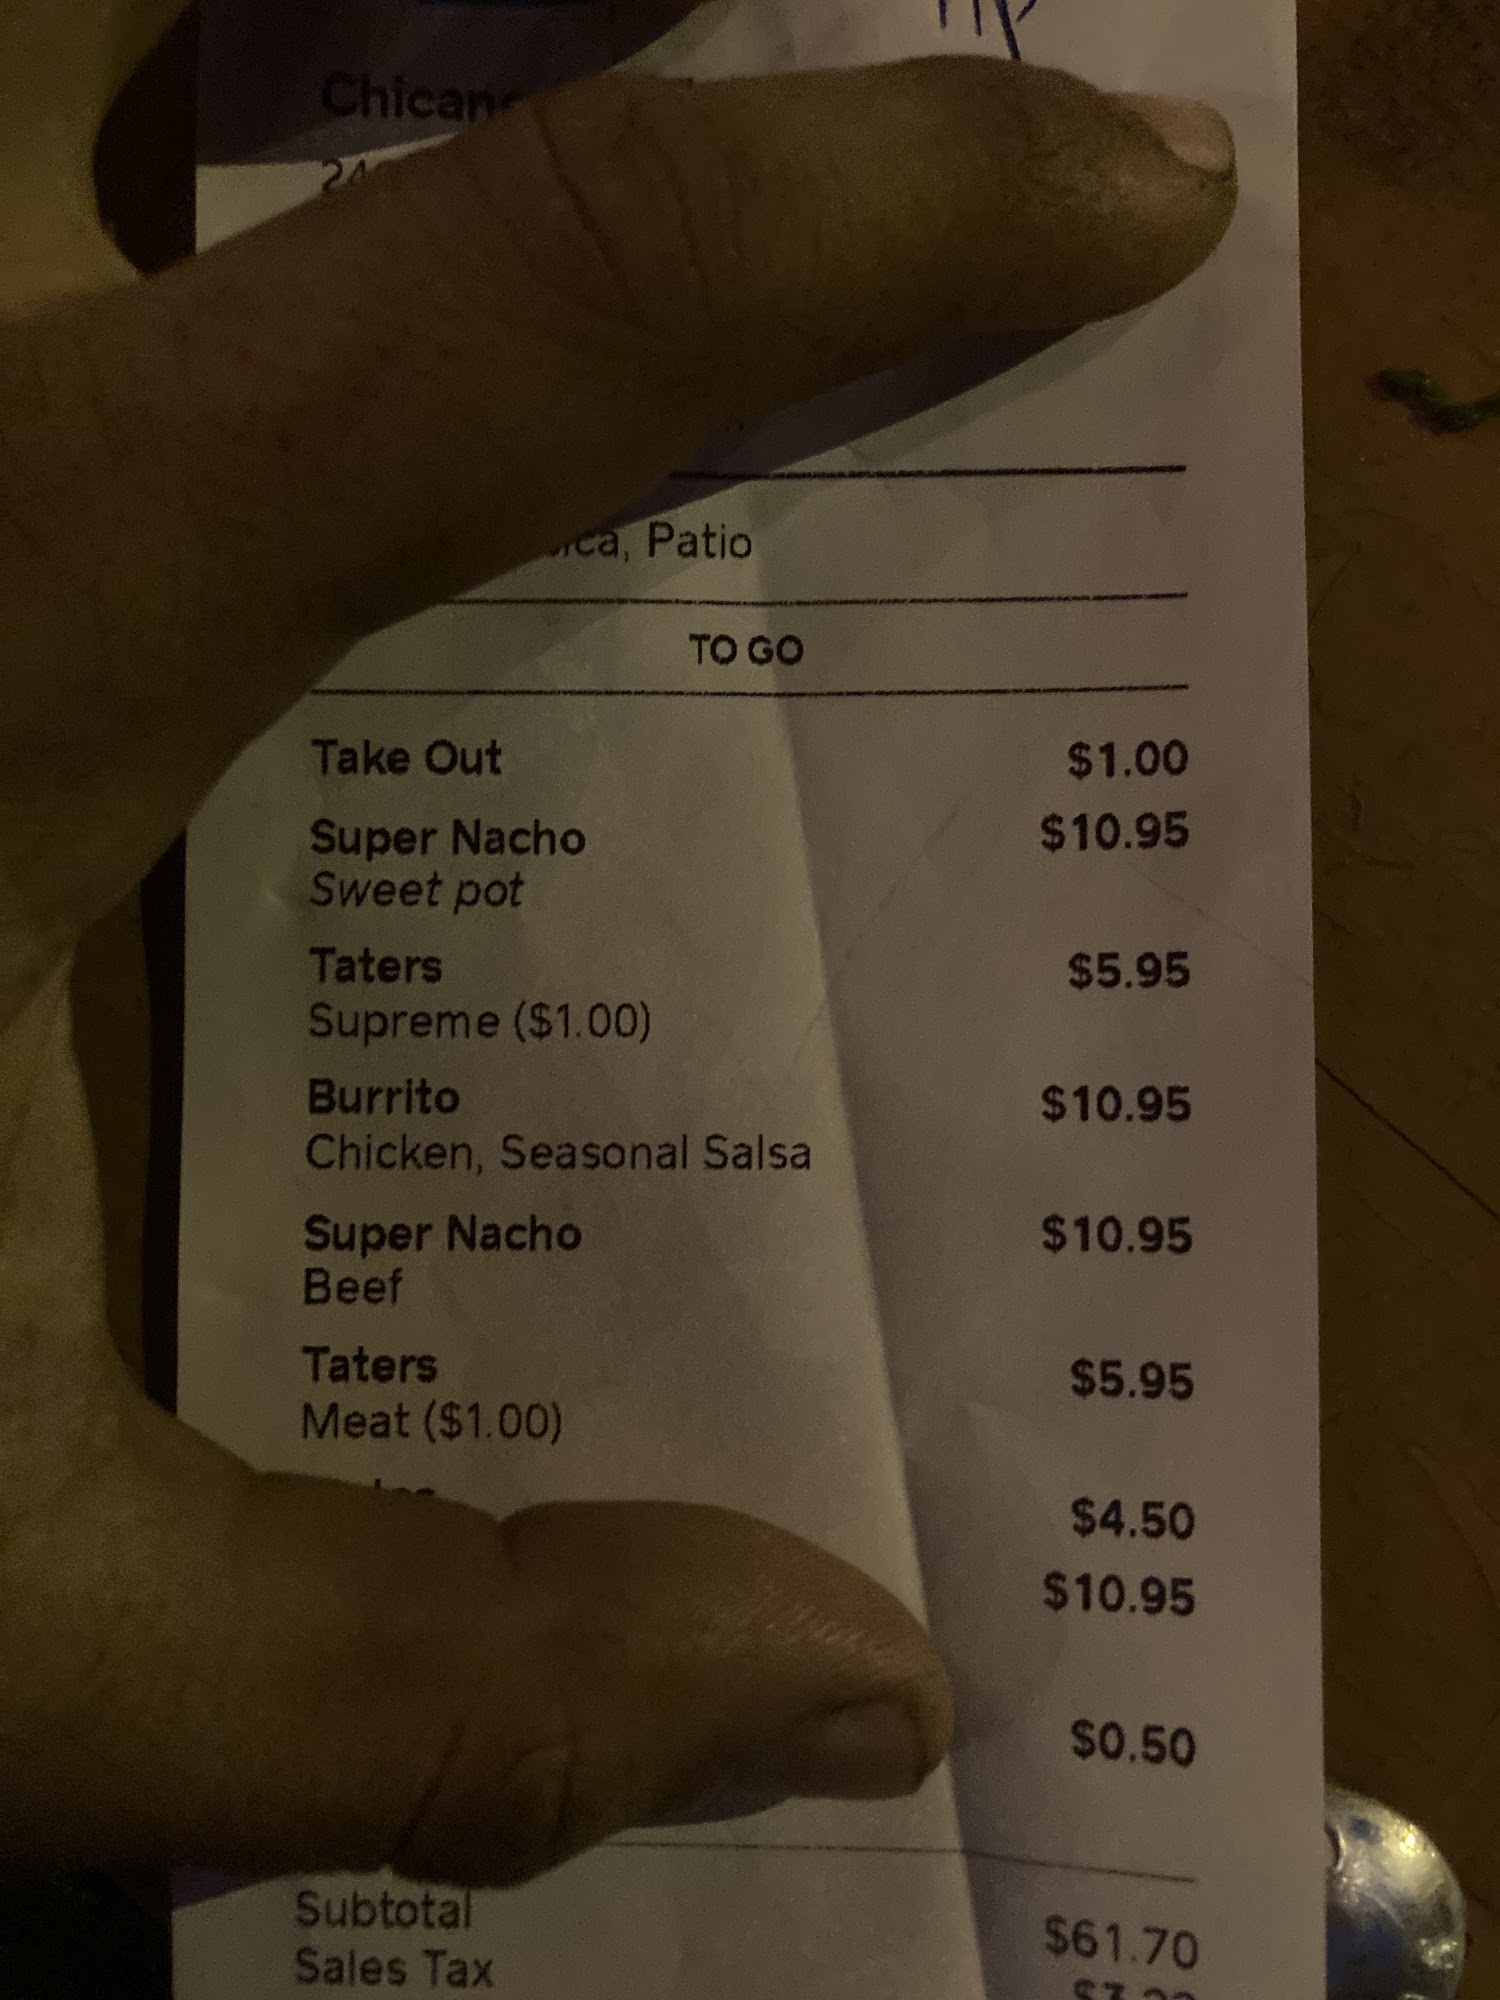 TO GO
Patio
Take Out $1.00
Super Nacho $10.95
Sweet pot
Taters $5.95
Supreme ($1.00)
Burrito $10.95
Chicken, Seasonal Salsa
Super Nacho $10.95
Beef
Taters $5.95
Meat ($1.00)
$4.50
$10.95
$0.50
Subtotal $61.70
Sales Tax